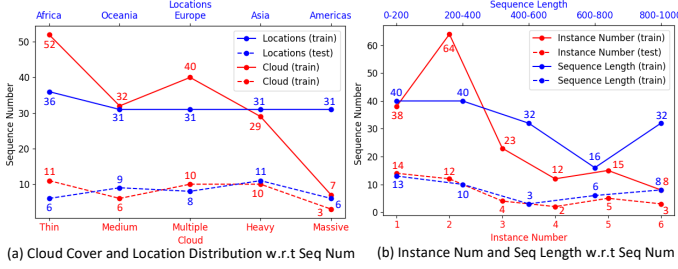 Locations
Africa Oceania Europe Asia Americas
Sequence Number
50
40
30
20
10
Locations (train)
Locations (test)
Cloud (train)
Cloud (train)
52 32 40 29 7
36 31 31 31 31
11 6 10 10 3
6 9 8 11 6
Thin Medium Multiple Heavy Massive
Cloud
(a) Cloud Cover and Location Distribution w.r.t Seq Num
Sequence Length
0-200 200-400 400-600 600-800 800-1000
Sequence Number
60
40
20
0
Instance Number (train)
Instance Number (test)
Sequence Length (train)
Sequence Length (train)
38 64 23 12 15 8
40 40 32 16 32
14 12 4 2 5 3
13 10 3 6 8
1 2 3 4 5 6
Instance Number
(b) Instance Num and Seq Length w.r.t Seq Num